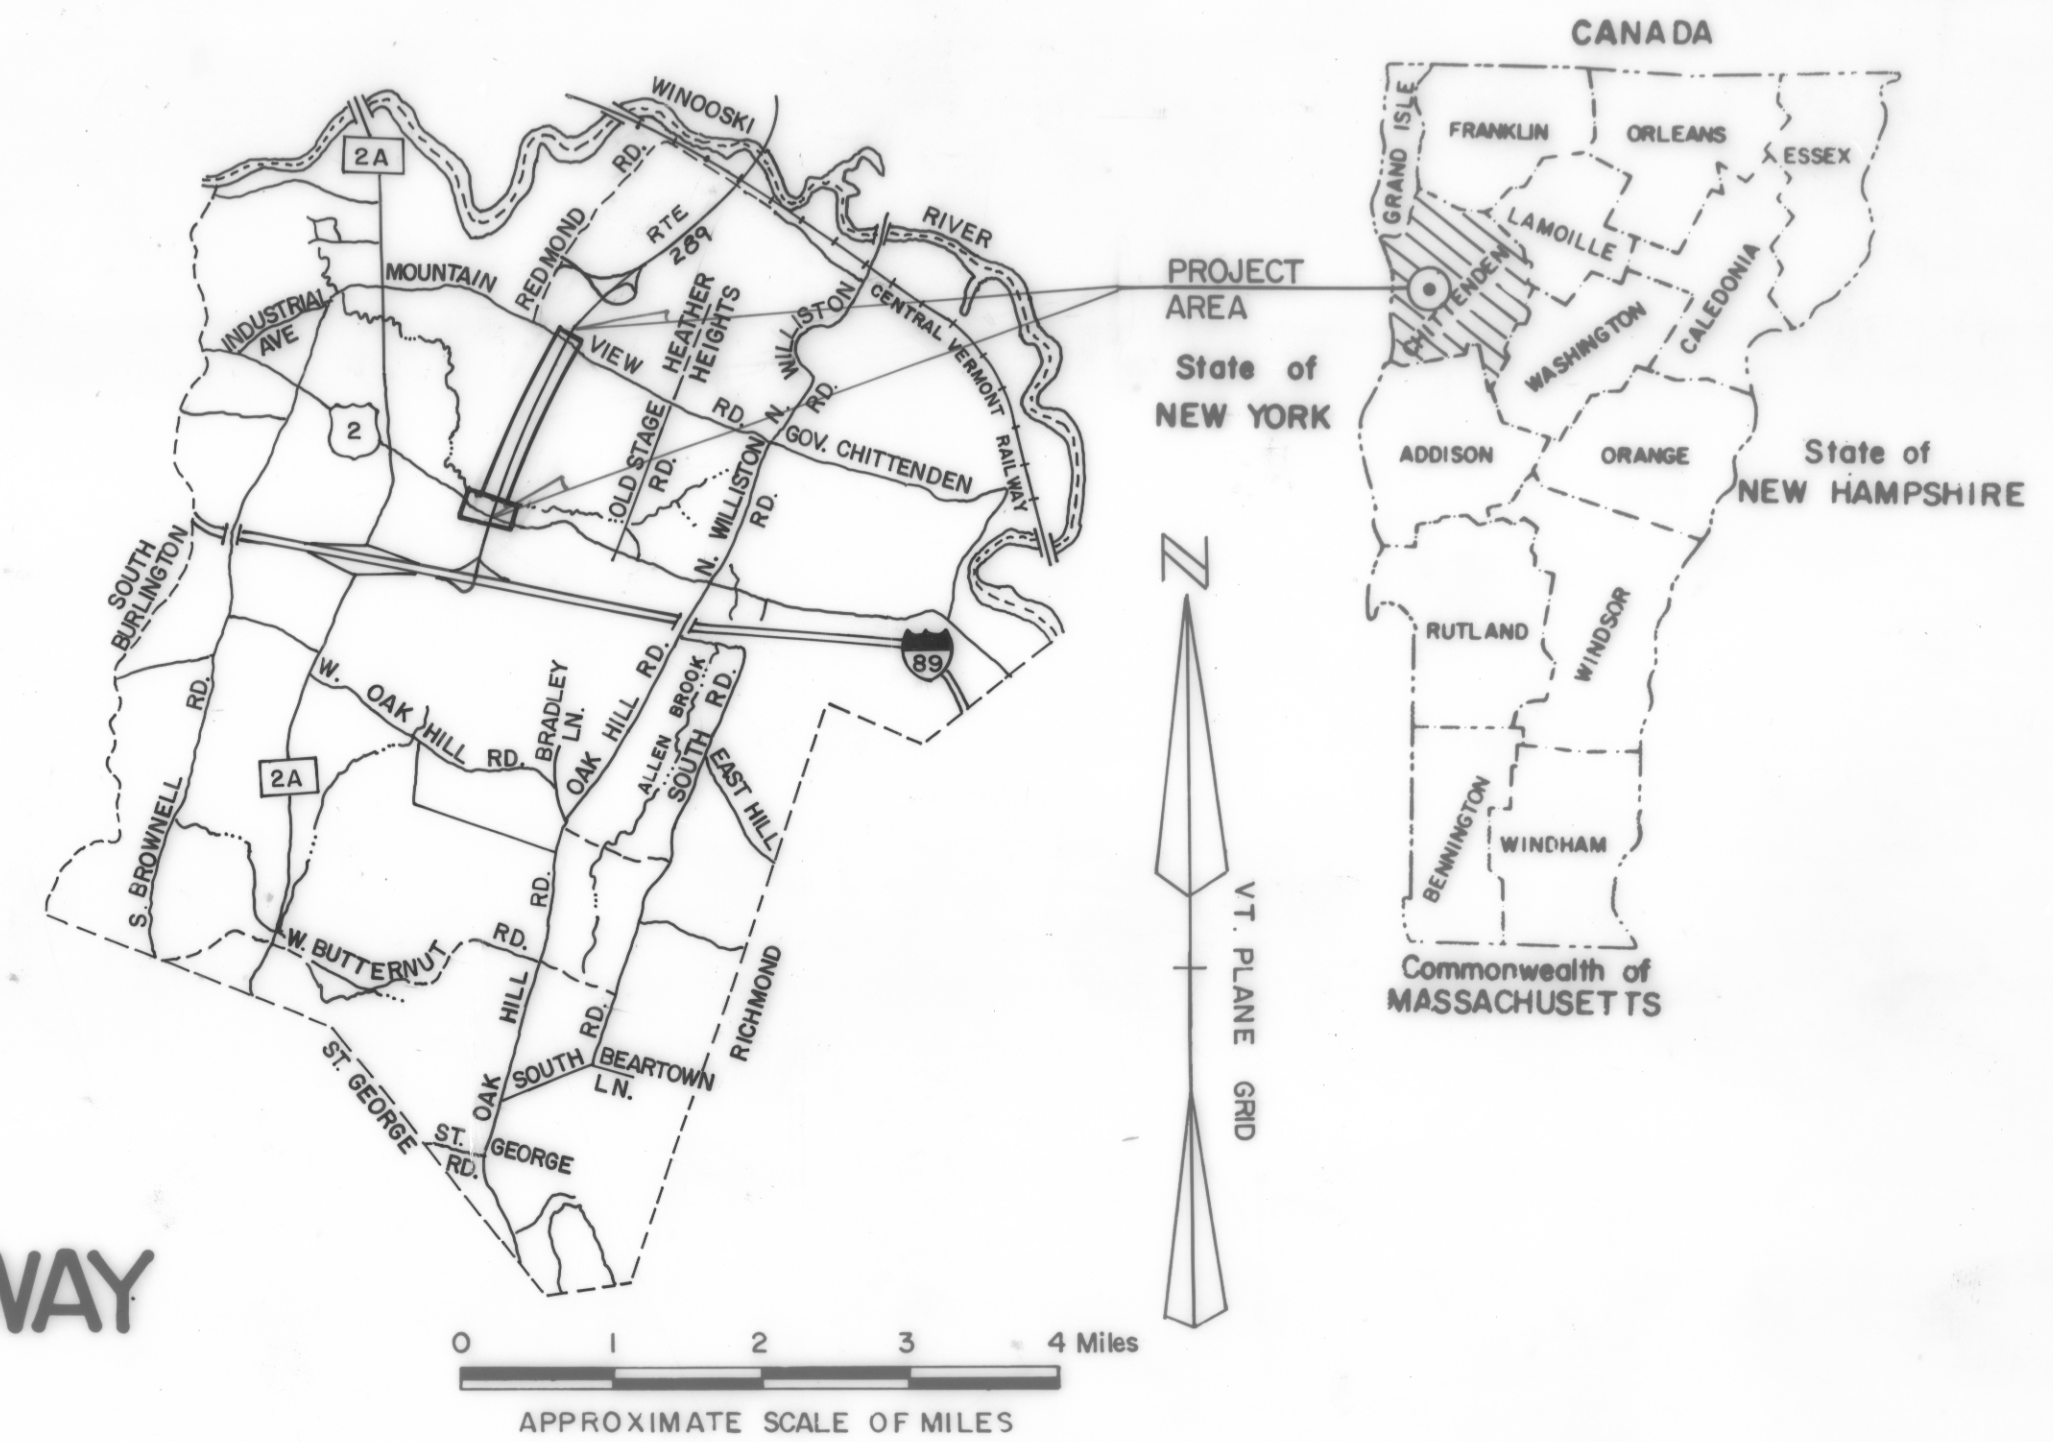 CANADA
WINOOSKI
2A
RD.
GRAND ISLE
FRANKLIN
ORLEANS
ESSEX
RIVER
RTE
289
REDMOND
LAMOILLE
MOUNTAIN
PROJECT
AREA
CHITTENDEN
CALEDONIA
INDUSTRIAL
AVE
HEATHER
HEIGHTS
WILLISTON
CENTRAL VERMONT RAILWAY
WASHINGTON
VIEW
RD.
N.
RD.
State of
NEW YORK
2
OLD STAGE
RD.
GOV. CHITTENDEN
ADDISON
ORANGE
State of
NEW HAMPSHIRE
N. WILLISTON
RD.
SOUTH
BURLINGTON
N
RUTLAND
WINDSOR
89
RD.
W. OAK HILL RD.
BRADLEY
LN.
OAK HILL RD.
ALLEN BROOK
SOUTH RD.
EAST HILL
2A
S. BROWNELL
BENNINGTON
WINDHAM
VT. PLANE GRID
RD.
W. BUTTERNUT
RD.
HILL
RICHMOND
Commonwealth of
MASSACHUSETTS
RD.
ST. GEORGE
SOUTH
BEARTOWN
LN.
OAK
ST. GEORGE
RD.
WAY
0 1 2 3 4 Miles
APPROXIMATE SCALE OF MILES